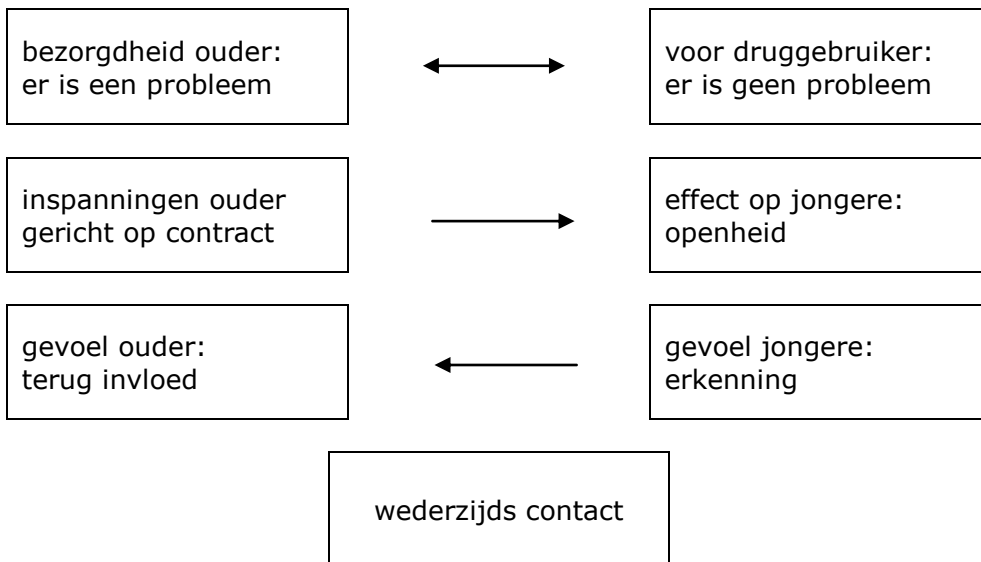 bezorgdheid ouder:
er is een probleem
voor druggebruiker:
er is geen probleem
inspanningen ouder
gericht op contract
effect op jongere:
openheid
gevoel ouder:
terug invloed
gevoel jongere:
erkenning
wederzijds contact